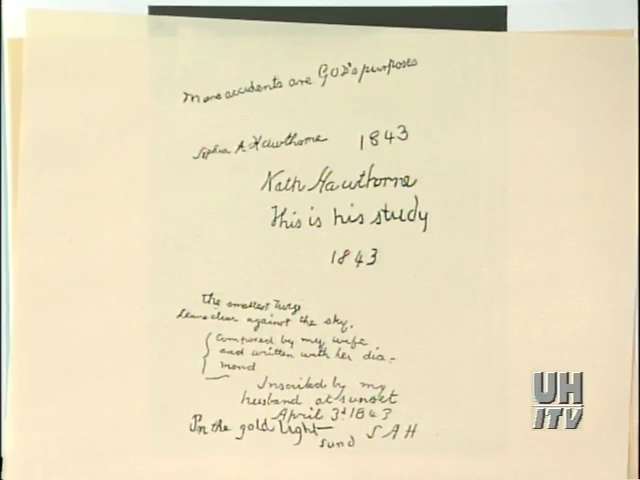 Man accidents are GOD's purposes
Sophia A Hawthorne 1843
Nath Hawthorne
This is his study
1843
The smallest twig
Leans clear against the sky.
Composed by my wife
and written with her dia-
mond
Inscribed by my
husband at sunset
April 3d 1843
In the gold light
SAH
UH
ITV